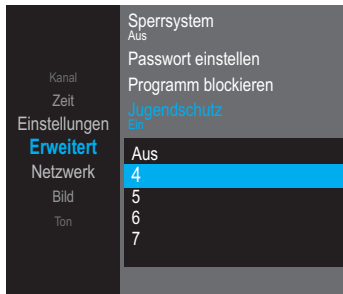 Kanal
Zeit
Einstellungen
Erweitert
Netzwerk
Bild
Ton
Sperrsystem
Aus
Passwort einstellen
Programm blockieren
Jugendschutz
Ein
Aus
4
5
6
7